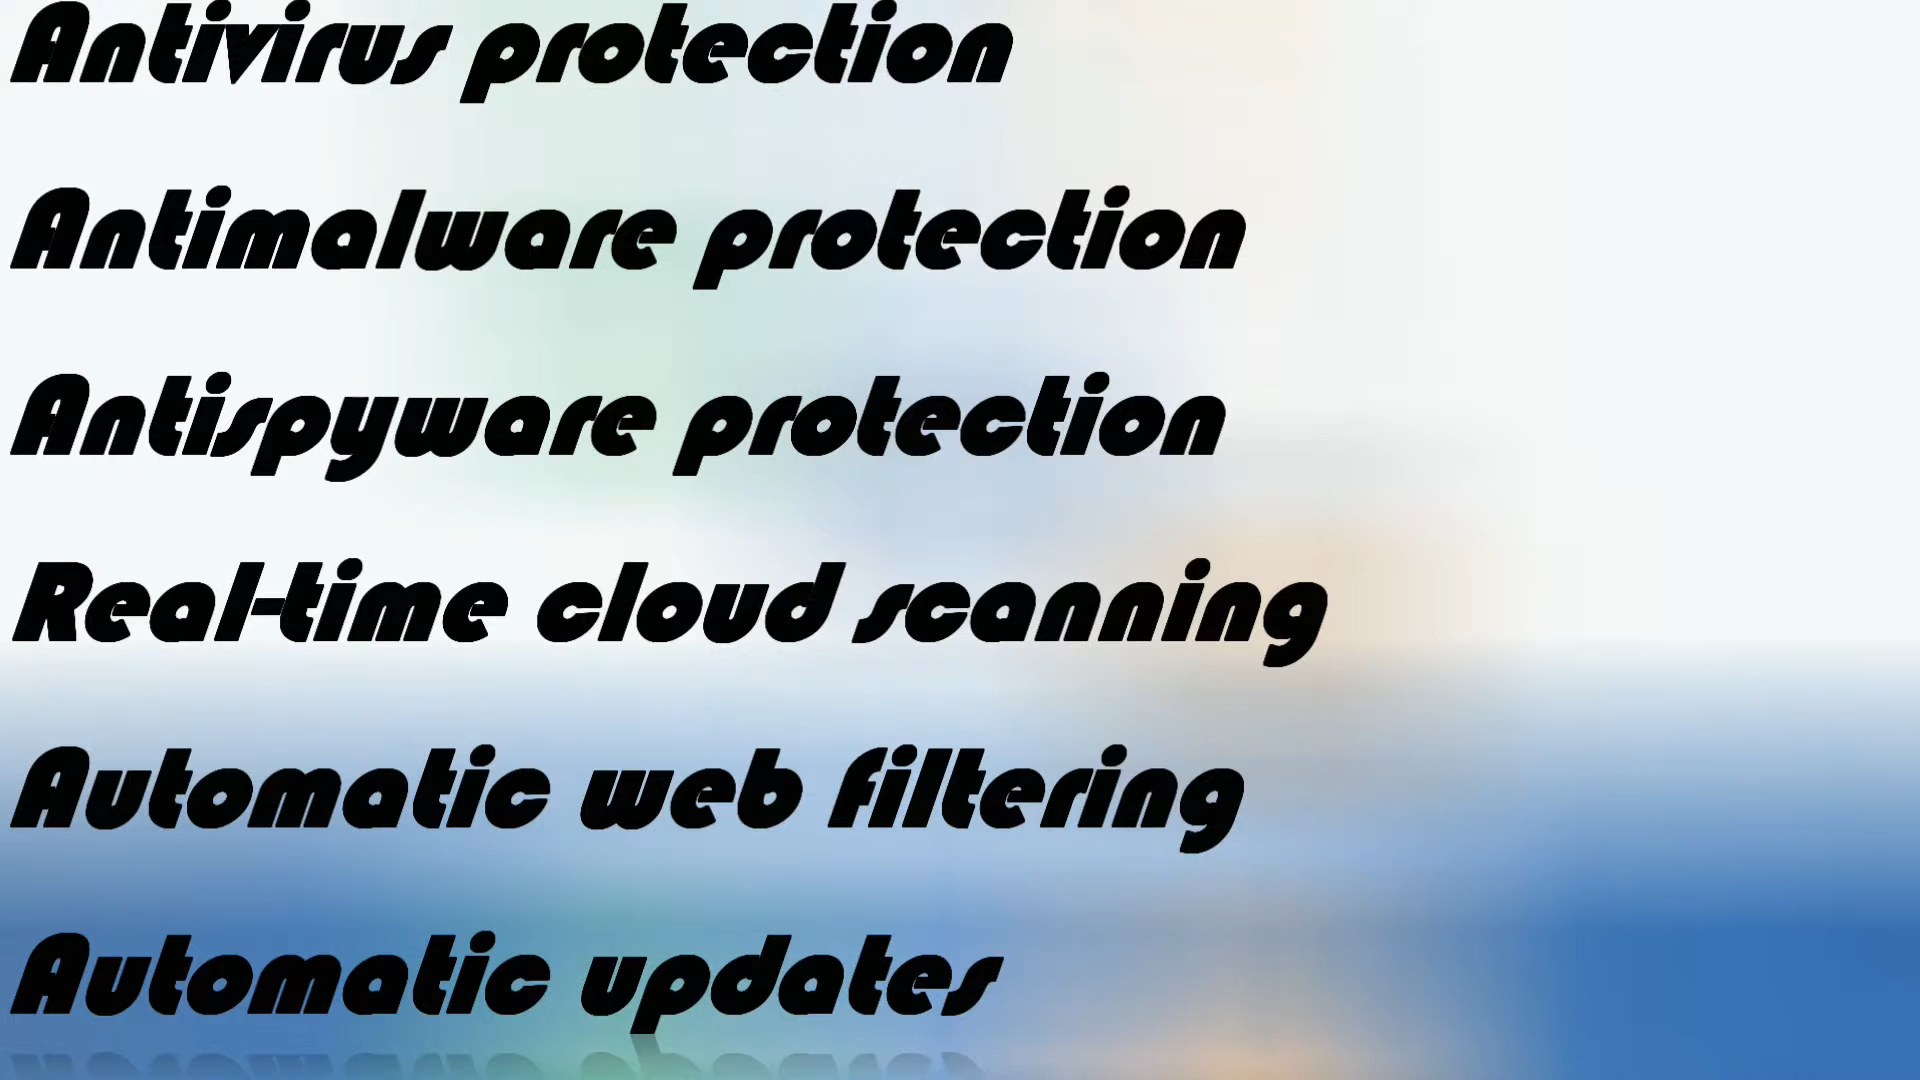 Antivirus protection
Antimalware protection
Antispyware protection
Real-time cloud scanning
Automatic web filtering
Automatic updates